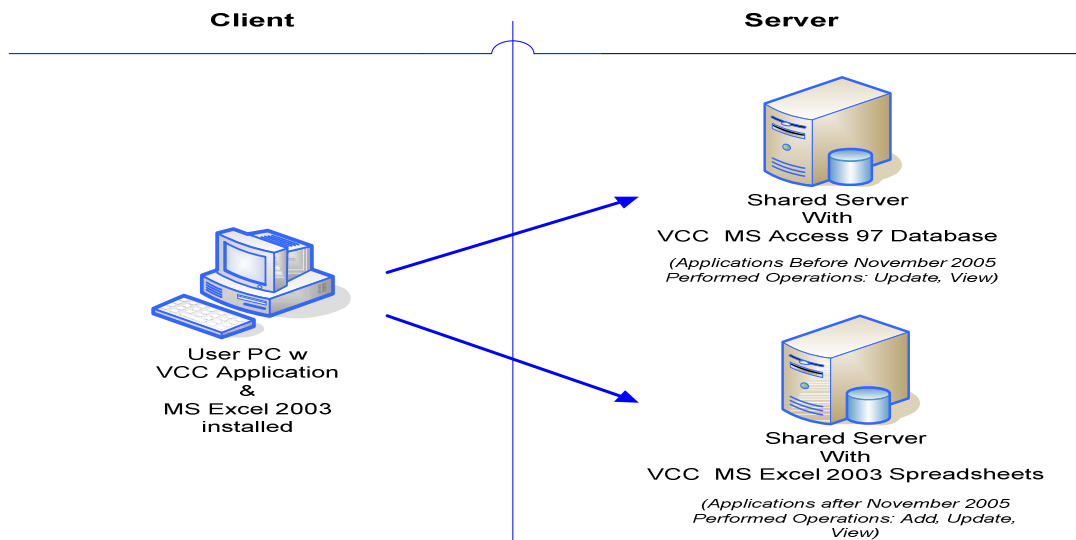 Client
Server
User PC w
VCC Application
&
MS Excel 2003
installed
Shared Server
With
VCC MS Access 97 Database
(Applications Before November 2005
Performed Operations: Update, View)
Shared Server
With
VCC MS Excel 2003 Spreadsheets
(Applications after November 2005
Performed Operations: Add, Update,
View)